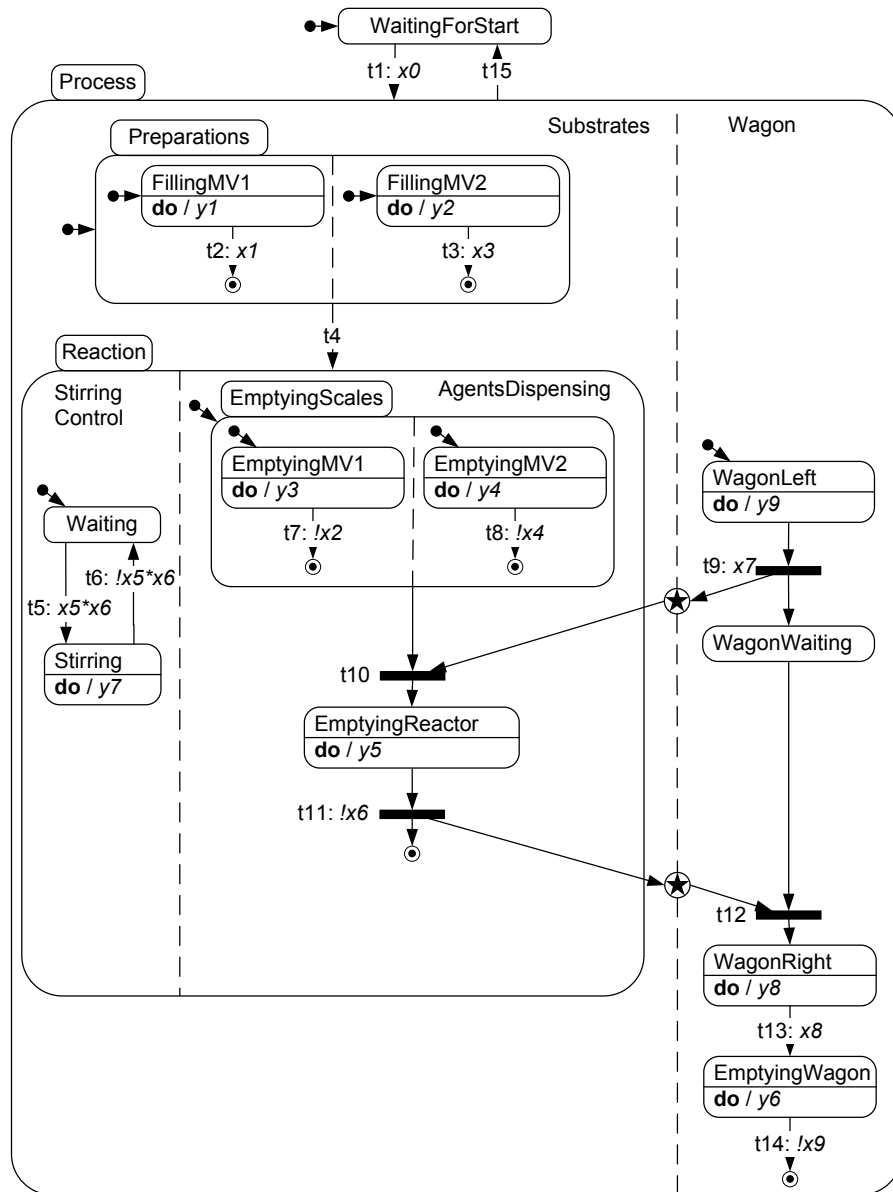 WaitingForStart
t1: x0
t15
Process
Substrates
Wagon
Preparations
FillingMV1
do / y1
FillingMV2
do / y2
t2: x1
t3: x3
t4
Reaction
Stirring
Control
EmptyingScales
AgentsDispensing
EmptyingMV1
do / y3
EmptyingMV2
do / y4
WagonLeft
do / y9
Waiting
t7: !x2
t8: !x4
t6: !x5*x6
t9: x7
t5: x5*x6
Stirring
do / y7
WagonWaiting
t10
EmptyingReactor
do / y5
t11: !x6
t12
WagonRight
do / y8
t13: x8
EmptyingWagon
do / y6
t14: !x9